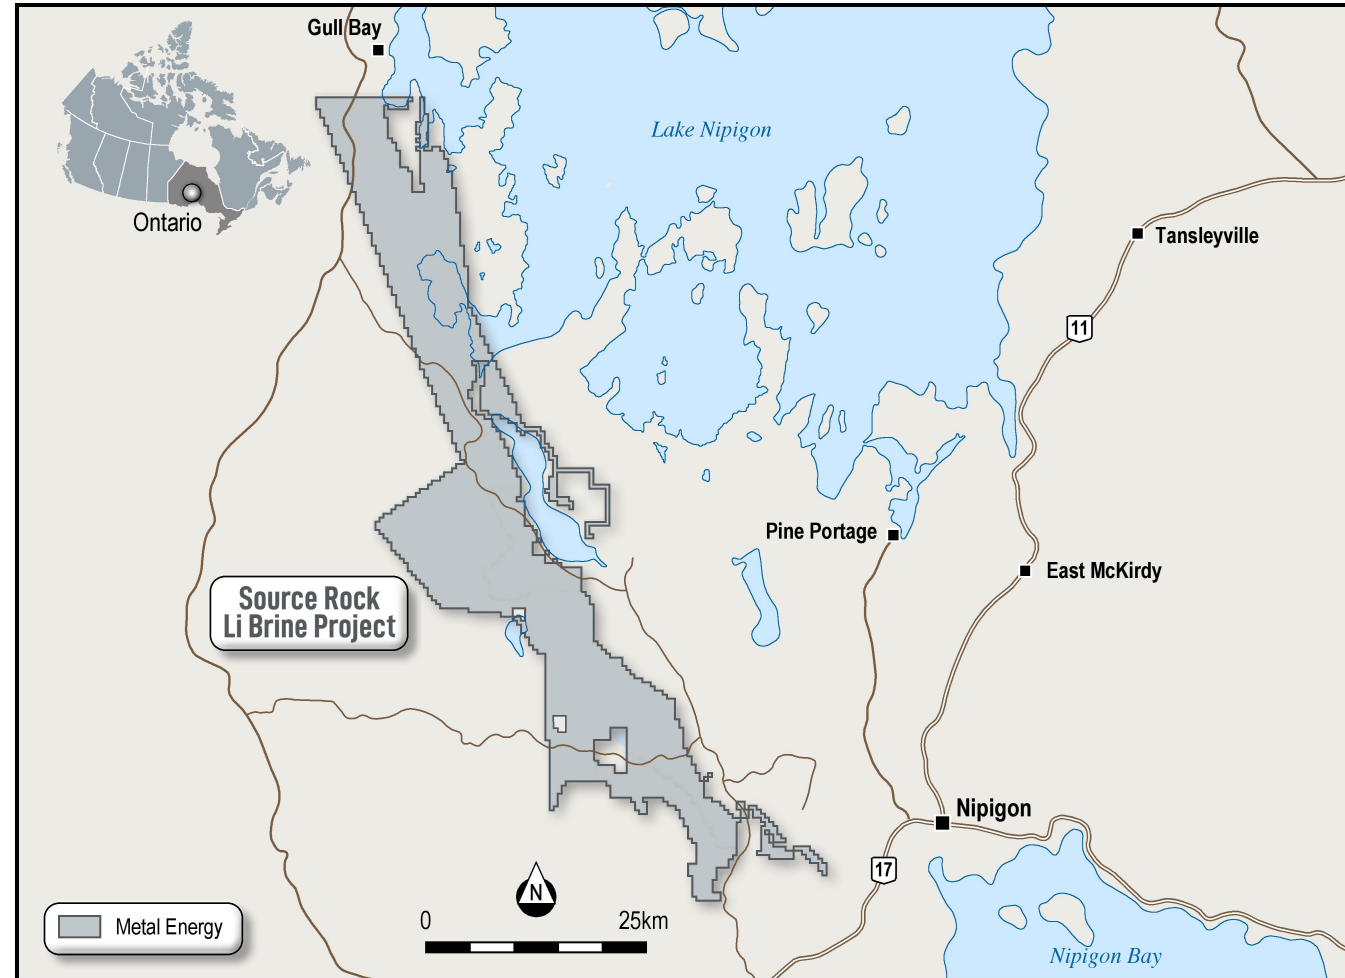 Gull Bay
Lake Nipigon
Ontario
Tansleyville
11
Pine Portage
East McKirdy
Source Rock
Li Brine Project
Nipigon
17
N
0 25km
Metal Energy
Nipigon Bay